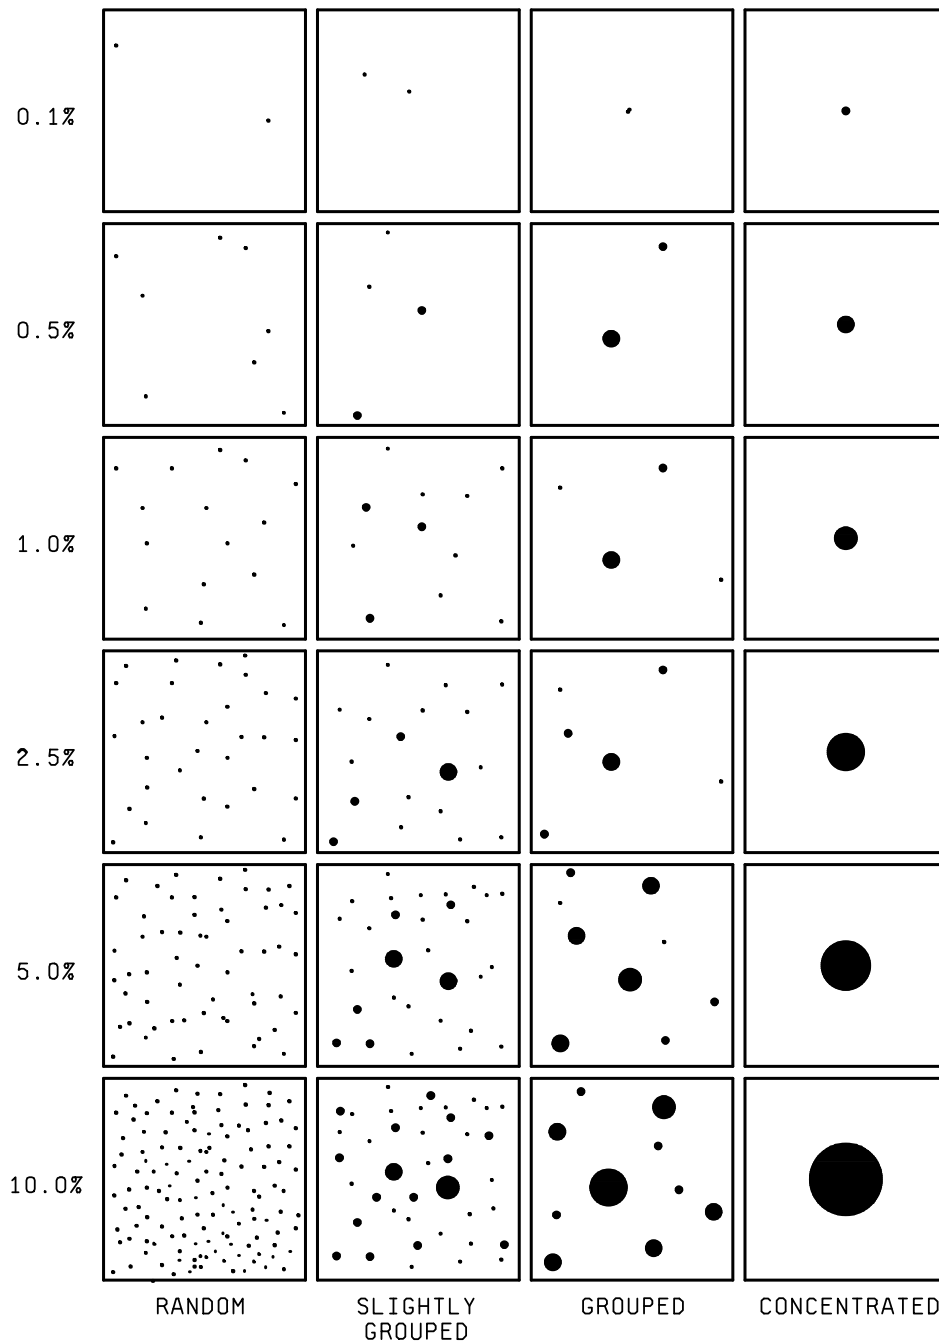 0.1%
0.5%
1.0%
2.5%
5.0%
10.0%
RANDOM
SLIGHTLY
GROUPED
GROUPED
CONCENTRATED